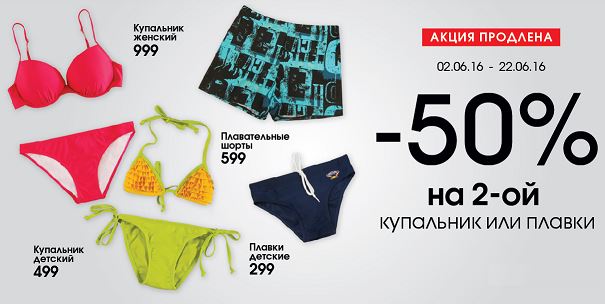 Купальник
женский
999
Плавательные
шорты
599
Купальник
детский
499
Плавки
детские
299
АКЦИЯ ПРОДЛЕНА
02.06.16 - 22.06.16
-50%
на 2-ой
купальник или плавки